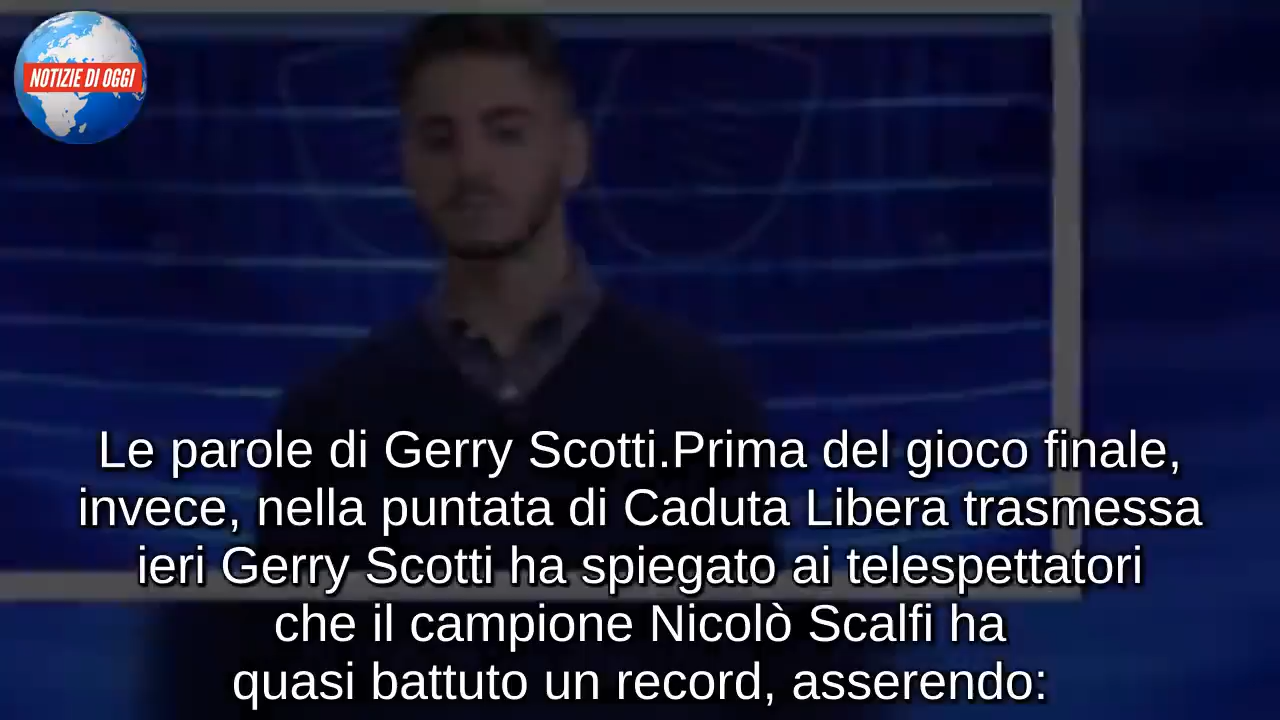 NOTIZIE DI OGGI
Le parole di Gerry Scotti.Prima del gioco finale,
invece, nella puntata di Caduta Libera trasmessa
ieri Gerry Scotti ha spiegato ai telespettatori
che il campione Nicolò Scalfi ha
quasi battuto un record, asserendo: